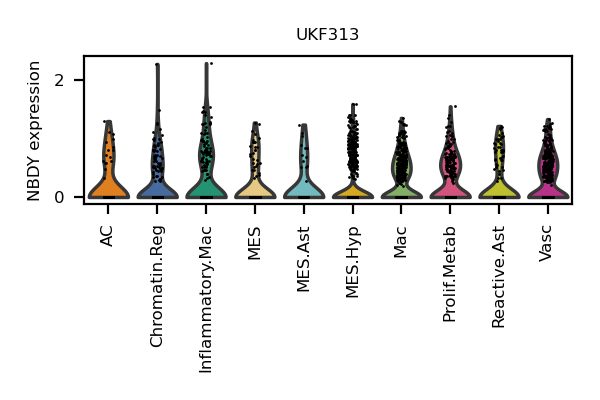 UKF313
NBDY expression
2
0
AC
Chromatin.Reg
Inflammatory.Mac
MES
MES.Ast
MES.Hyp
Mac
Prolif.Metab
Reactive.Ast
Vasc